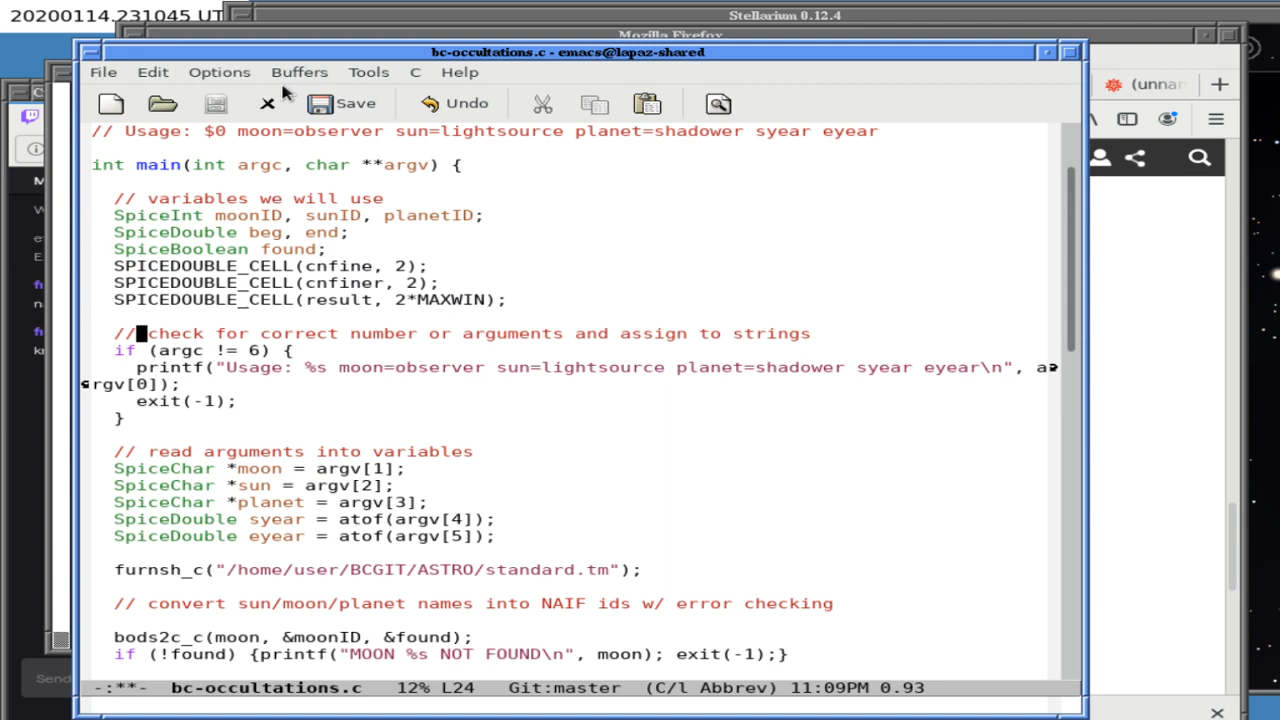 20200114.231045 UT
Stellarium 0.12.4
Mozilla Firefox
bc-occultations.c - emacs@lapaz-shared
File Edit Options Buffers Tools C Help
Save Undo
(unnar
// Usage: $0 moon=observer sun=lightsource planet=shadower syear eyear
int main(int argc, char **argv) {
// variables we will use
SpiceInt moonID, sunID, planetID;
SpiceDouble beg, end;
SpiceBoolean found;
SPICEDOUBLE_CELL(cnfine, 2);
SPICEDOUBLE_CELL(cnfiner, 2);
SPICEDOUBLE_CELL(result, 2*MAXWIN);
// check for correct number or arguments and assign to strings
if (argc != 6) {
printf("Usage: %s moon=observer sun=lightsource planet=shadower syear eyear\n", a
rgv[0]);
exit(-1);
}
// read arguments into variables
SpiceChar *moon = argv[1];
SpiceChar *sun = argv[2];
SpiceChar *planet = argv[3];
SpiceDouble syear = atof(argv[4]);
SpiceDouble eyear = atof(argv[5]);
furnsh_c("/home/user/BCGIT/ASTRO/standard.tm");
// convert sun/moon/planet names into NAIF ids w/ error checking
bods2c_c(moon, &moonID, &found);
if (!found) {printf("MOON %s NOT FOUND\n", moon); exit(-1);}
Send
-:**- bc-occultations.c 12% L24 Git:master (C/l Abbrev) 11:09PM 0.93